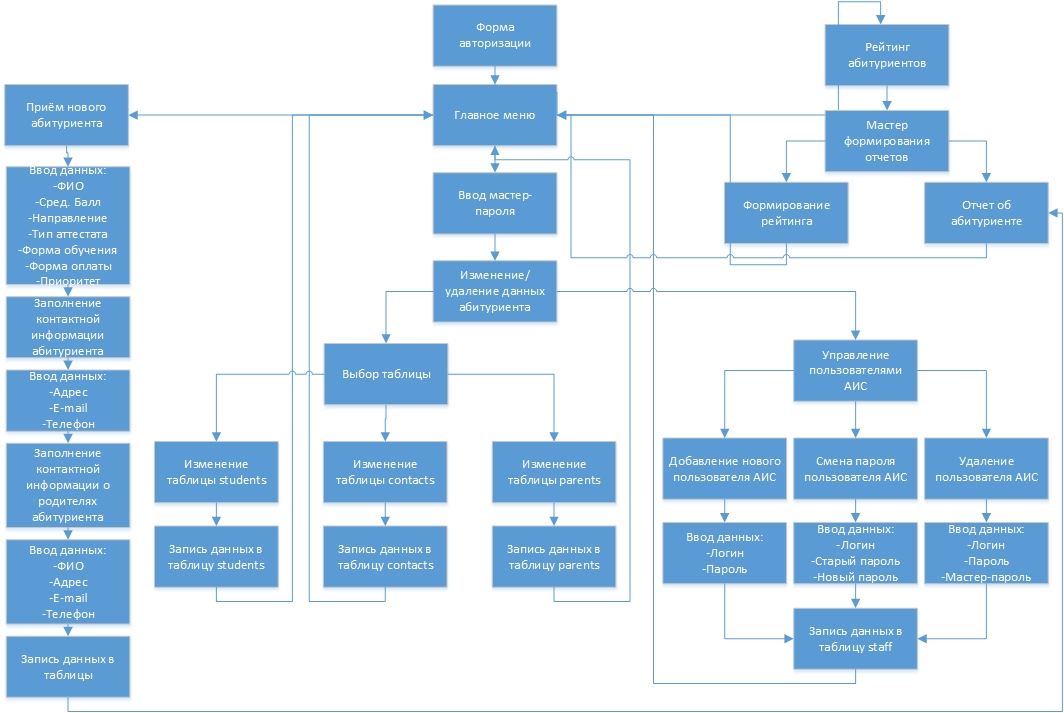 Форма
авторизации
Главное меню
Ввод мастер-
пароля
Изменение/
удаление данных
абитуриента
Приём нового
абитуриента
Ввод данных:
-ФИО
-Сред. Балл
-Направление
-Тип аттестата
-Форма обучения
-Форма оплаты
-Приоритет
Заполнение
контактной
информации
абитуриента
Ввод данных:
-Адрес
-E-mail
-Телефон
Заполнение
контактной
информации о
родителях
абитуриента
Ввод данных:
-ФИО
-Адрес
-E-mail
-Телефон
Запись данных в
таблицы
Выбор таблицы
Изменение
таблицы students
Запись данных в
таблицу students
Изменение
таблицы contacts
Запись данных в
таблицу contacts
Изменение
таблицы parents
Запись данных в
таблицу parents
Рейтинг
абитуриентов
Мастер
формирования
отчетов
Формирование
рейтинга
Отчет об
абитуриенте
Управление
пользователями
АИС
Добавление нового
пользователя АИС
Ввод данных:
-Логин
-Пароль
Смена пароля
пользователя АИС
Ввод данных:
-Логин
-Старый пароль
-Новый пароль
Удаление
пользователя АИС
Ввод данных:
-Логин
-Пароль
-Мастер-пароль
Запись данных в
таблицу staff